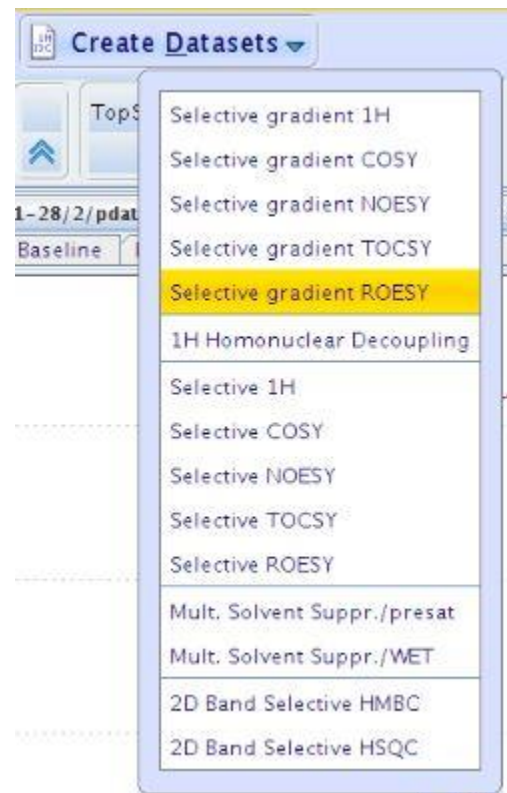 Create Datasets
TopS
1-28/2/pdat
Baseline
Selective gradient 1H
Selective gradient COSY
Selective gradient NOESY
Selective gradient TOCSY
Selective gradient ROESY
1H Homonuclear Decoupling
Selective 1H
Selective COSY
Selective NOESY
Selective TOCSY
Selective ROESY
Mult. Solvent Suppr./presat
Mult. Solvent Suppr./WET
2D Band Selective HMBC
2D Band Selective HSQC